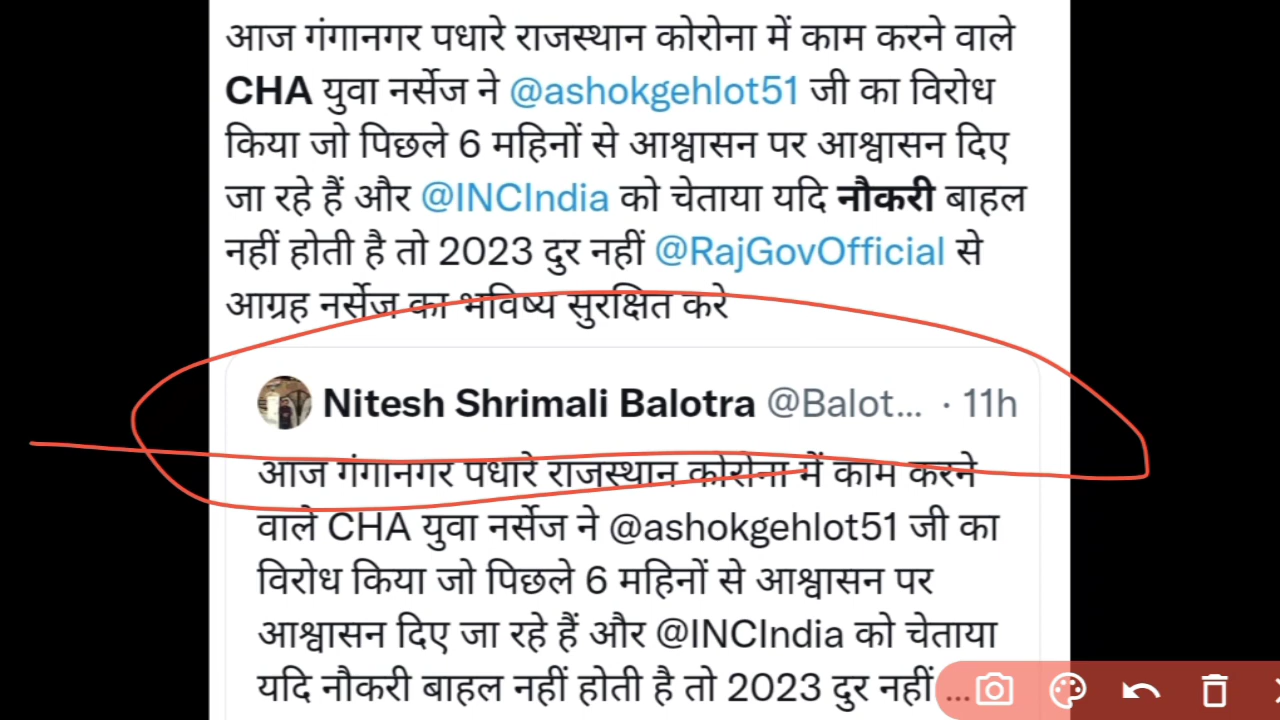 आज गंगानगर पधारे राजस्थान कोरोना में काम करने वाले
CHA युवा नर्सेज ने @ashokgehlot51 जी का विरोध
किया जो पिछले 6 महिनों से आश्वासन पर आश्वासन दिए
जा रहे हैं और @INCIndia को चेताया यदि नौकरी बाहल
नहीं होती है तो 2023 दुर नहीं @RajGovOfficial से
आग्रह नर्सेज का भविष्य सुरक्षित करे
Nitesh Shrimali Balotra @Balot... · 11h
आज गंगानगर पधारे राजस्थान कोरोना में काम करने
वाले CHA युवा नर्सेज ने @ashokgehlot51 जी का
विरोध किया जो पिछले 6 महिनों से आश्वासन पर
आश्वासन दिए जा रहे हैं और @INCIndia को चेताया
यदि नौकरी बाहल नहीं होती है तो 2023 दुर नहीं ...